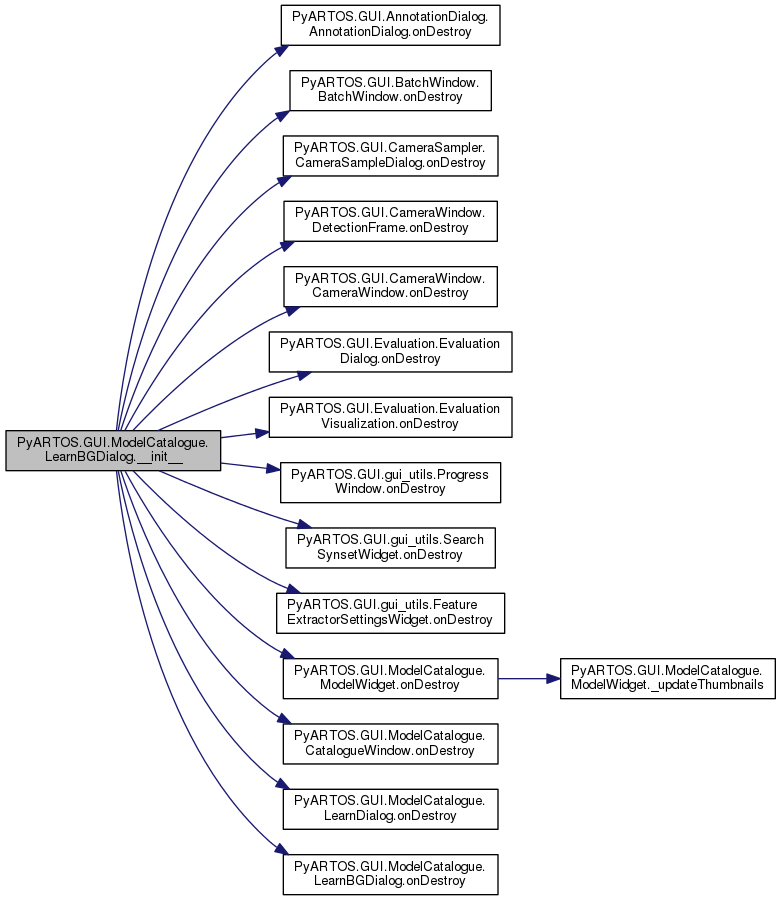 PyARTOS.GUI.AnnotationDialog.
AnnotationDialog.onDestroy
PyARTOS.GUI.BatchWindow.
BatchWindow.onDestroy
PyARTOS.GUI.CameraSampler.
CameraSampleDialog.onDestroy
PyARTOS.GUI.CameraWindow.
DetectionFrame.onDestroy
PyARTOS.GUI.CameraWindow.
CameraWindow.onDestroy
PyARTOS.GUI.Evaluation.Evaluation
Dialog.onDestroy
PyARTOS.GUI.Evaluation.Evaluation
Visualization.onDestroy
PyARTOS.GUI.ModelCatalogue.
LearnBGDialog.__init__
PyARTOS.GUI.gui_utils.Progress
Window.onDestroy
PyARTOS.GUI.gui_utils.Search
SynsetWidget.onDestroy
PyARTOS.GUI.gui_utils.Feature
ExtractorSettingsWidget.onDestroy
PyARTOS.GUI.ModelCatalogue.
ModelWidget.onDestroy
PyARTOS.GUI.ModelCatalogue.
ModelWidget._updateThumbnails
PyARTOS.GUI.ModelCatalogue.
CatalogueWindow.onDestroy
PyARTOS.GUI.ModelCatalogue.
LearnDialog.onDestroy
PyARTOS.GUI.ModelCatalogue.
LearnBGDialog.onDestroy